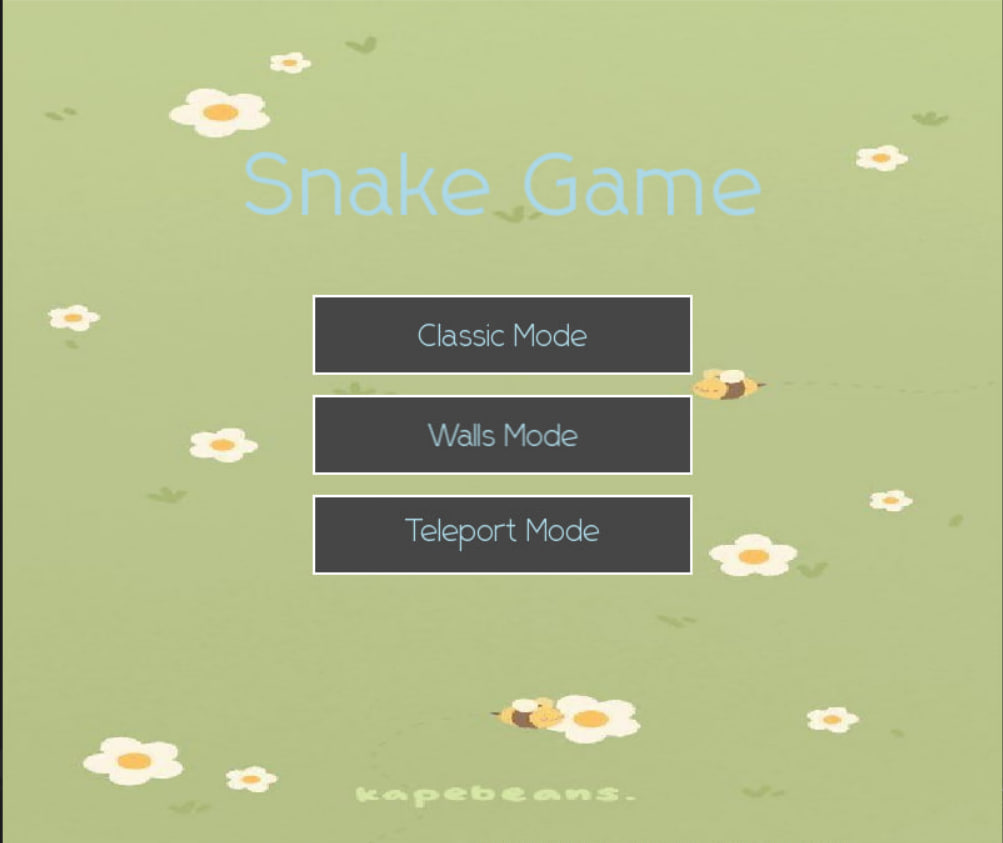 Snake Game
Classic Mode
Walls Mode
Teleport Mode
kapebeans.